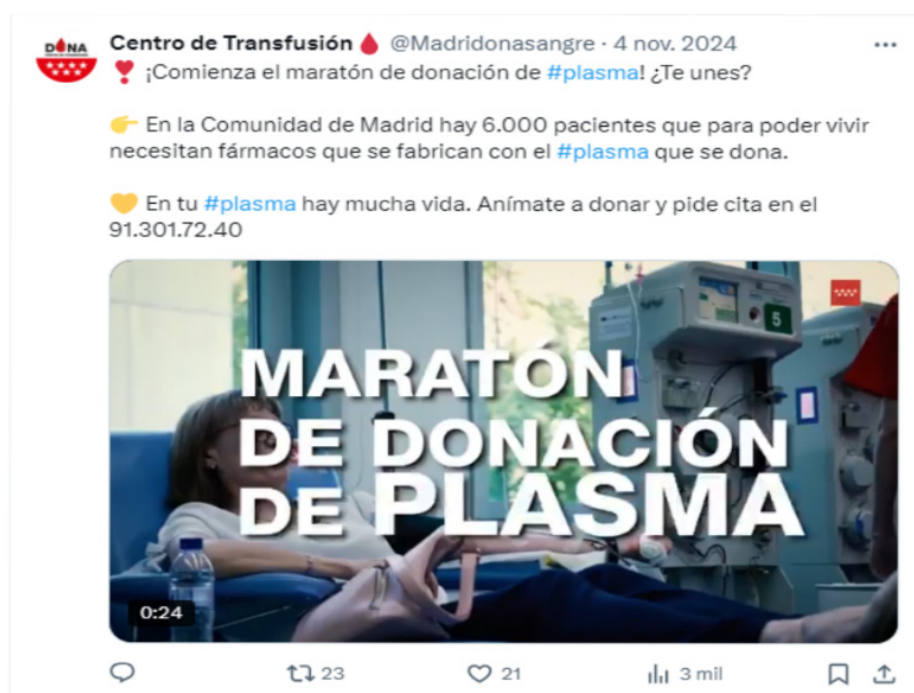 DONA
Centro de Transfusión 🩸 @Madridonasangre · 4 nov. 2024
❣️ ¡Comienza el maratón de donación de #plasma! ¿Te unes?
👉 En la Comunidad de Madrid hay 6.000 pacientes que para poder vivir
necesitan fármacos que se fabrican con el #plasma que se dona.
💛 En tu #plasma hay mucha vida. Anímate a donar y pide cita en el
91.301.72.40
5
MARATÓN
DE DONACIÓN
DE PLASMA
0:24
23 21 3 mil